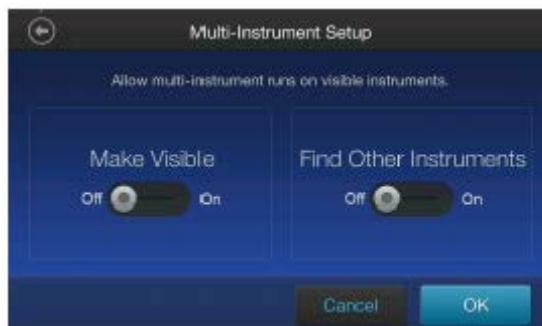 Multi-Instrument Setup
Allow multi-instrument runs on visible instruments.
Make Visible
Off On
Find Other Instruments
Off On
Cancel OK